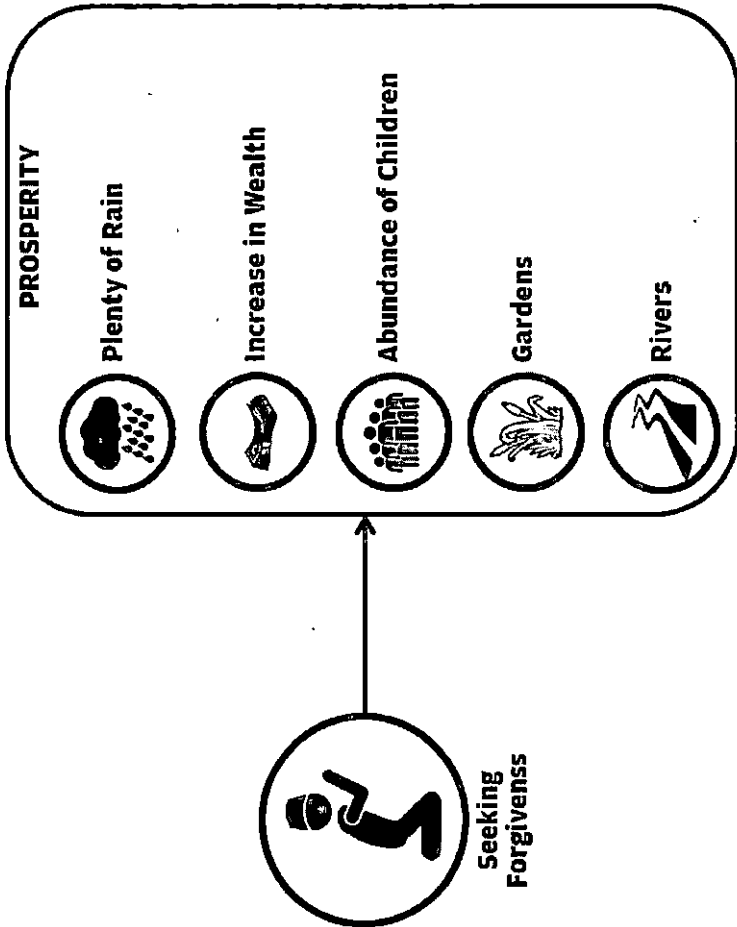 PROSPERITY
Plenty of Rain
Increase in Wealth
Abundance of Children
Gardens
Rivers
Seeking
Forgivenss